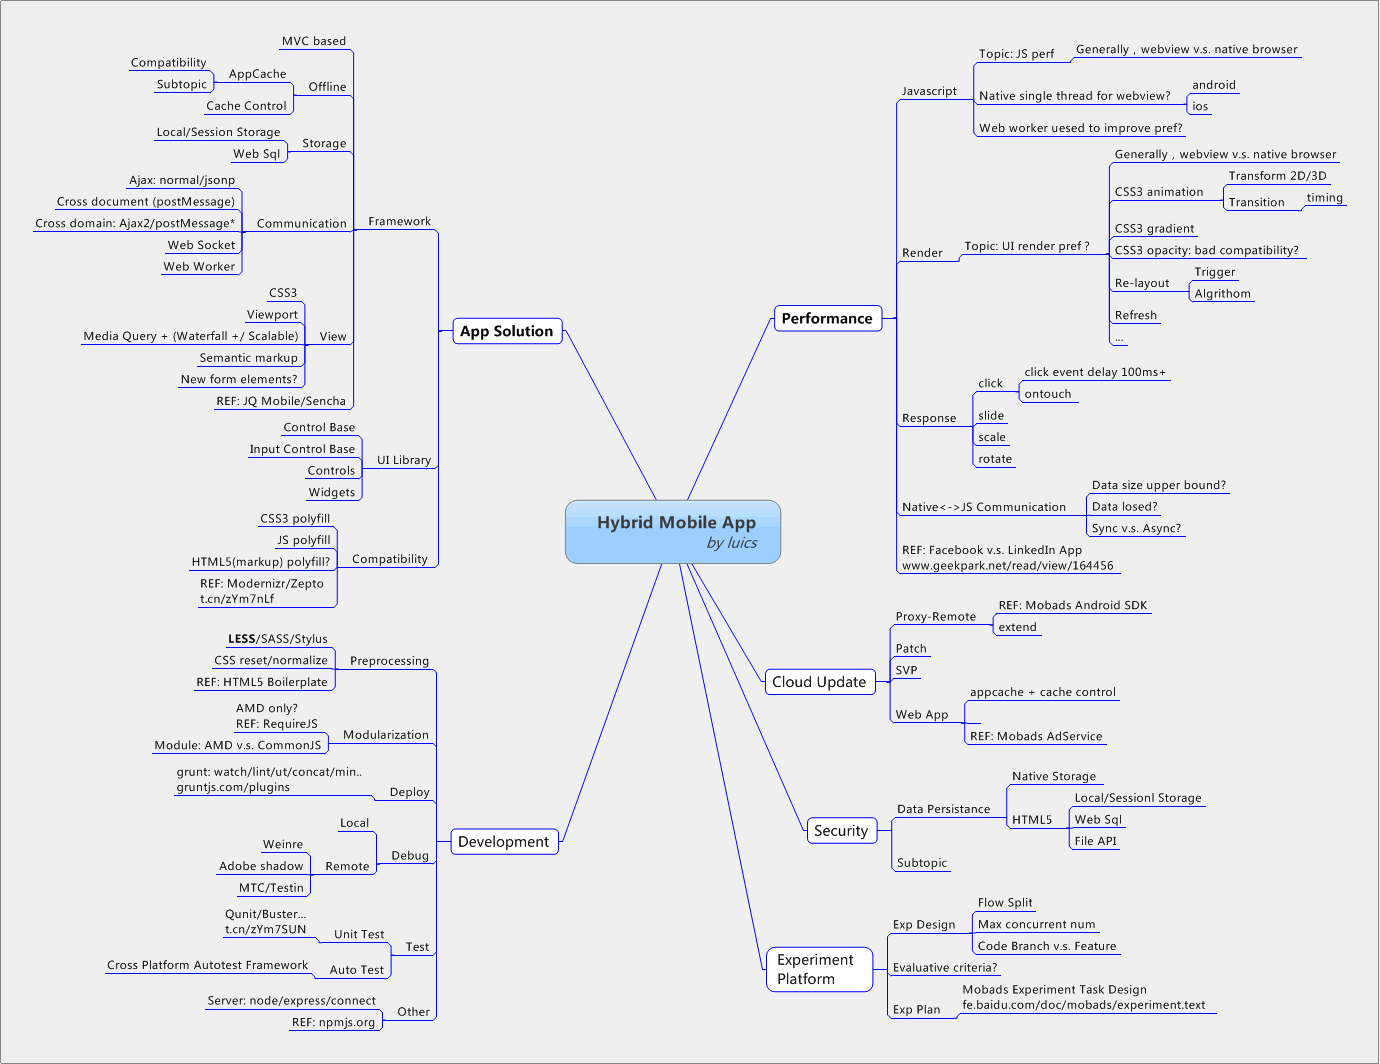 Hybrid Mobile App
by luics
App Solution
Framework
MVC based
Offline
AppCache
Compatibility
Subtopic
Cache Control
Storage
Local/Session Storage
Web Sql
Communication
Ajax: normal/jsonp
Cross document (postMessage)
Cross domain: Ajax2/postMessage*
Web Socket
Web Worker
View
CSS3
Viewport
Media Query + (Waterfall +/ Scalable)
Semantic markup
New form elements?
REF: JQ Mobile/Sencha
UI Library
Control Base
Input Control Base
Controls
Widgets
Compatibility
CSS3 polyfill
JS polyfill
HTML5(markup) polyfill?
REF: Modernizr/Zepto
t.cn/zYm7nLf
Development
Preprocessing
LESS/SASS/Stylus
CSS reset/normalize
REF: HTML5 Boilerplate
Modularization
AMD only?
REF: RequireJS
Module: AMD v.s. CommonJS
Deploy
grunt: watch/lint/ut/concat/min..
gruntjs.com/plugins
Debug
Local
Remote
Weinre
Adobe shadow
MTC/Testin
Test
Unit Test
Qunit/Buster...
t.cn/zYm7SUN
Auto Test
Cross Platform Autotest Framework
Other
Server: node/express/connect
REF: npmjs.org
Performance
Javascript
Topic: JS perf
Generally , webview v.s. native browser
Native single thread for webview?
android
ios
Web worker uesed to improve pref?
Render
Topic: UI render pref ?
Generally , webview v.s. native browser
CSS3 animation
Transform 2D/3D
Transition
timing
CSS3 gradient
CSS3 opacity: bad compatibility?
Re-layout
Trigger
Algrithom
Refresh
...
Response
click
click event delay 100ms+
ontouch
slide
scale
rotate
Native<->JS Communication
Data size upper bound?
Data losed?
Sync v.s. Async?
REF: Facebook v.s. LinkedIn App
www.geekpark.net/read/view/164456
Cloud Update
Proxy-Remote
REF: Mobads Android SDK
extend
Patch
SVP
Web App
appcache + cache control
REF: Mobads AdService
Security
Data Persistance
Native Storage
HTML5
Local/Sessionl Storage
Web Sql
File API
Subtopic
Experiment
Platform
Exp Design
Flow Split
Max concurrent num
Code Branch v.s. Feature
Evaluative criteria?
Exp Plan
Mobads Experiment Task Design
fe.baidu.com/doc/mobads/experiment.text